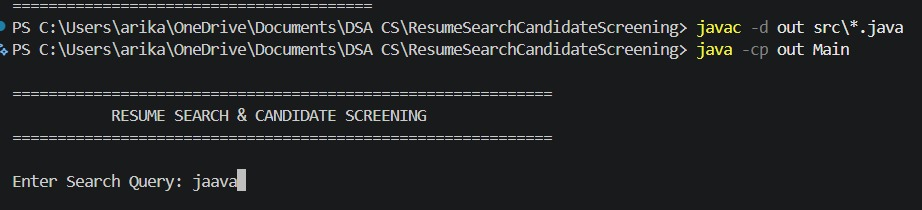 ========================================
PS C:\Users\arika\OneDrive\Documents\DSA CS\ResumeSearchCandidateScreening> javac -d out src\*.java
PS C:\Users\arika\OneDrive\Documents\DSA CS\ResumeSearchCandidateScreening> java -cp out Main
============================================================
RESUME SEARCH & CANDIDATE SCREENING
============================================================
Enter Search Query: jaava